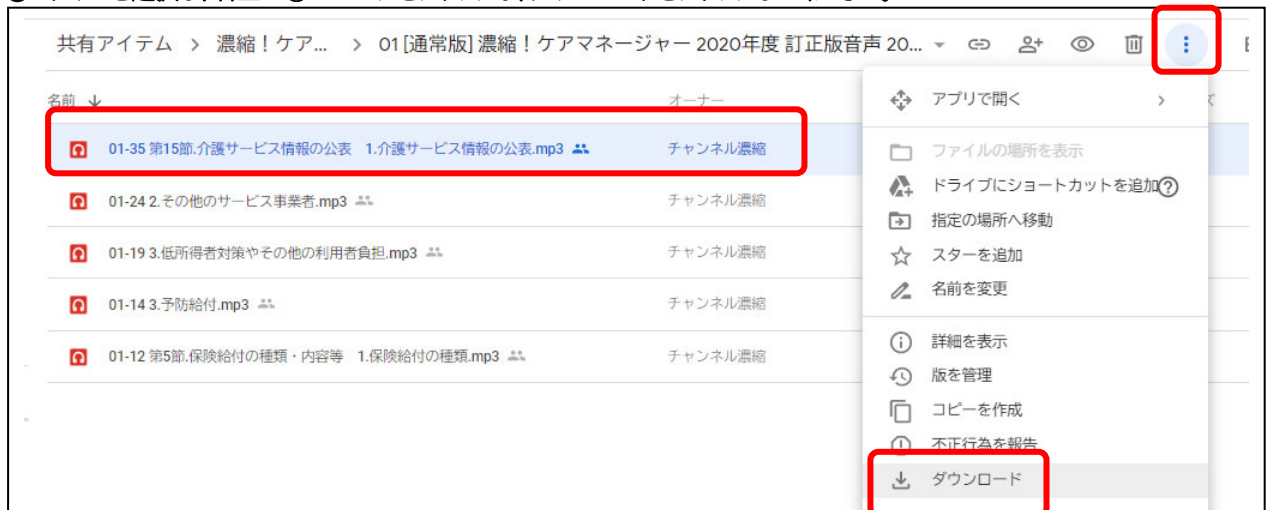 共有アイテム > 濃縮！ケア... > 01 [通常版] 濃縮！ケアマネージャー 2020年度 訂正版音声 20...
名前 ↓ オーナー
01-35 第15節.介護サービス情報の公表 1.介護サービス情報の公表.mp3 チャンネル濃縮
01-24 2.その他のサービス事業者.mp3 チャンネル濃縮
01-19 3.低所得者対策やその他の利用者負担.mp3 チャンネル濃縮
01-14 3.予防給付.mp3 チャンネル濃縮
01-12 第5節.保険給付の種類・内容等 1.保険給付の種類.mp3 チャンネル濃縮
アプリで開く >
ファイルの場所を表示
ドライブにショートカットを追加
指定の場所へ移動
スターを追加
名前を変更
詳細を表示
版を管理
コピーを作成
不正行為を報告
ダウンロード